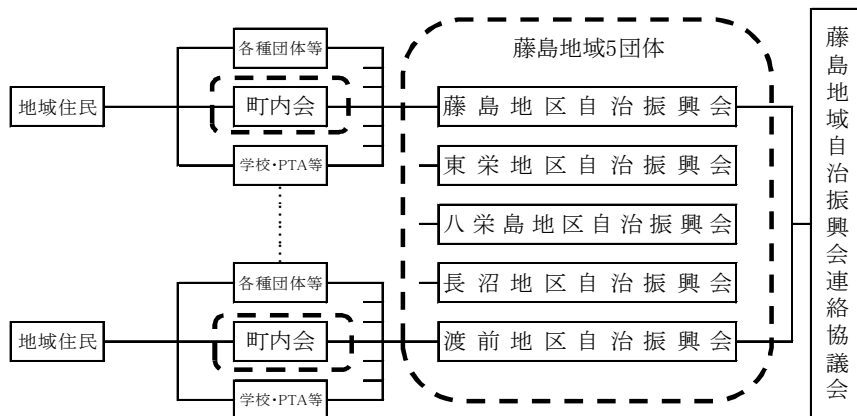 藤島地域5団体
各種団体等
地域住民
町内会
学校・PTA等
藤島地区自治振興会
東栄地区自治振興会
八栄島地区自治振興会
長沼地区自治振興会
各種団体等
地域住民
町内会
学校・PTA等
渡前地区自治振興会
藤島地域自治振興会連絡協議会